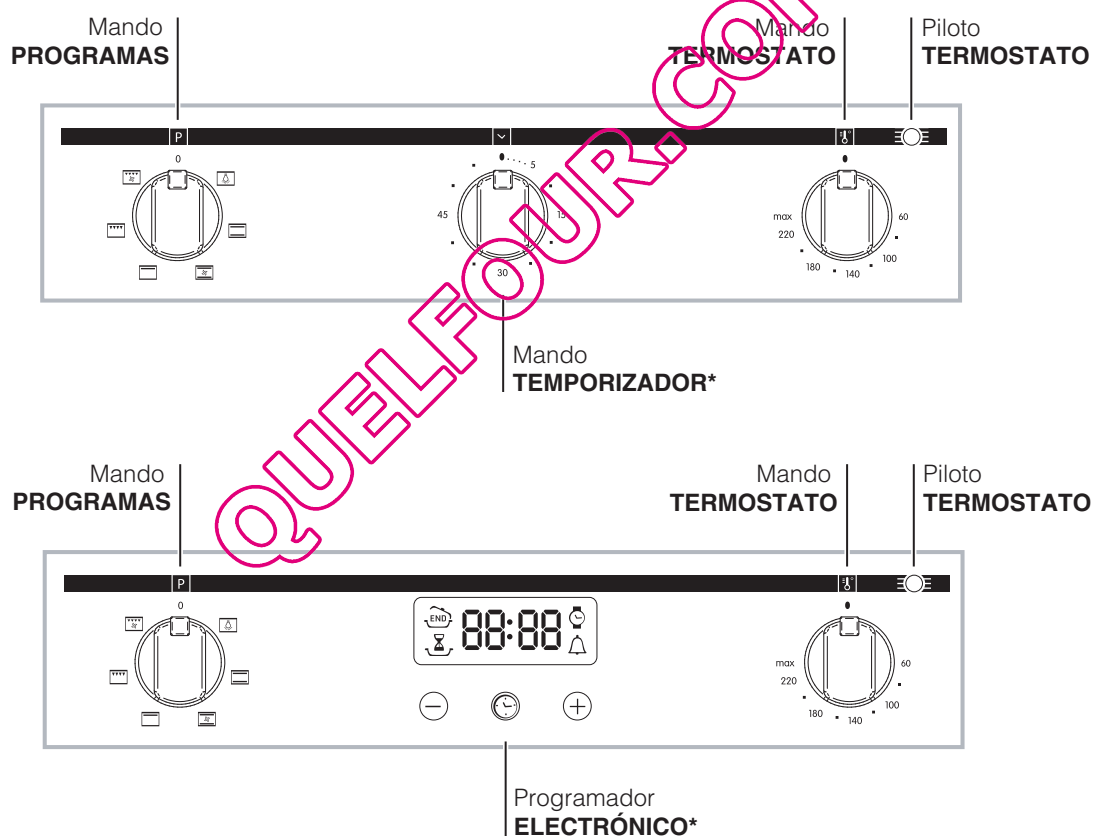 Mando
PROGRAMAS
Mando
TERMOSTATO
Piloto
TERMOSTATO
P
0
5
15
30
45
max
220
180
140
100
60
Mando
TEMPORIZADOR*
QUELFOUR.COM
Mando
PROGRAMAS
Mando
TERMOSTATO
Piloto
TERMOSTATO
P
0
END
88:88
max
220
180
140
100
60
Programador
ELECTRÓNICO*